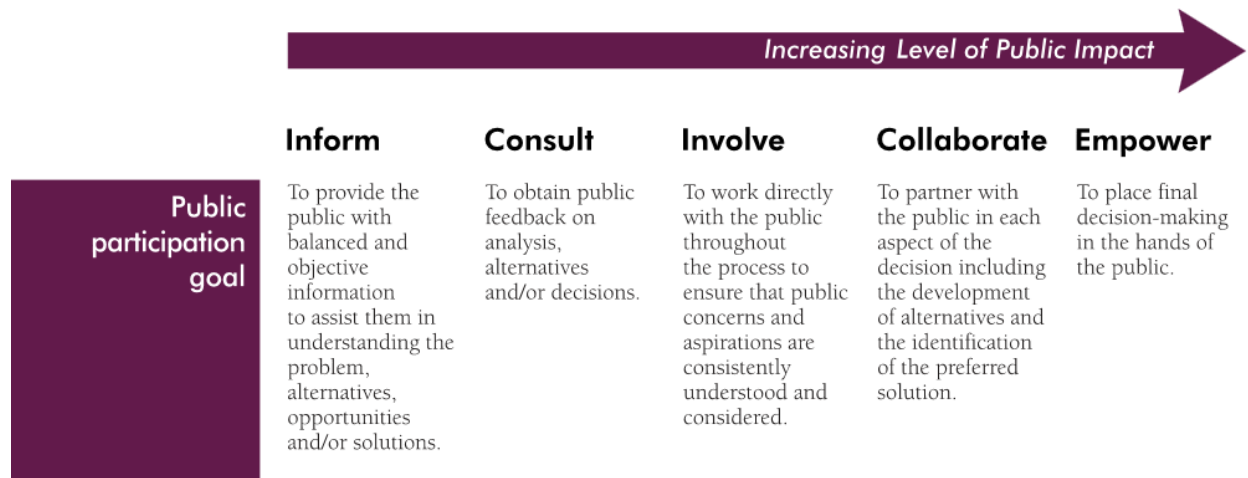 Increasing Level of Public Impact
Inform
Consult
Involve
Collaborate
Empower
Public
participation
goal
To provide the
public with
balanced and
objective
information
to assist them in
understanding the
problem,
alternatives,
opportunities
and/or solutions.
To obtain public
feedback on
analysis,
alternatives
and/or decisions.
To work directly
with the public
throughout
the process to
ensure that public
concerns and
aspirations are
consistently
understood and
considered.
To partner with
the public in each
aspect of the
decision including
the development
of alternatives and
the identification
of the preferred
solution.
To place final
decision-making
in the hands of
the public.